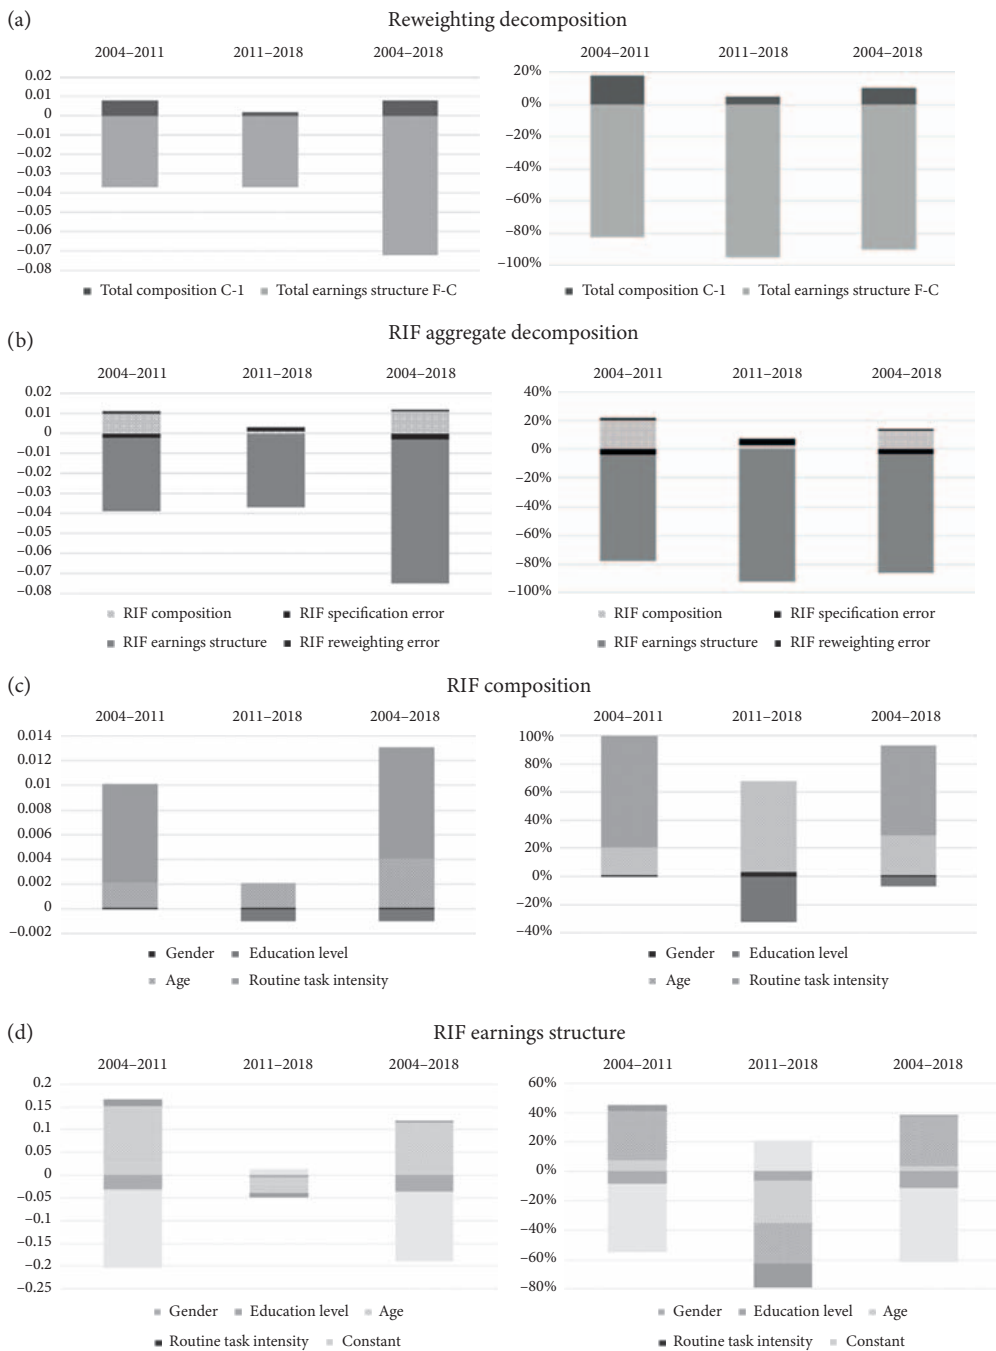 (a)
Reweighting decomposition
2004–2011 2011–2018 2004–2018
0.02
0.01
0
–0.01
–0.02
–0.03
–0.04
–0.05
–0.06
–0.07
–0.08
Total composition C-1 Total earnings structure F-C
2004–2011 2011–2018 2004–2018
20%
0%
–20%
–40%
–60%
–80%
–100%
Total composition C-1 Total earnings structure F-C
(b)
RIF aggregate decomposition
2004–2011 2011–2018 2004–2018
0.02
0.01
0
–0.01
–0.02
–0.03
–0.04
–0.05
–0.06
–0.07
–0.08
RIF composition RIF specification error
RIF earnings structure RIF reweighting error
2004–2011 2011–2018 2004–2018
40%
20%
0%
–20%
–40%
–60%
–80%
–100%
RIF composition RIF specification error
RIF earnings structure RIF reweighting error
(c)
RIF composition
2004–2011 2011–2018 2004–2018
0.014
0.012
0.01
0.008
0.006
0.004
0.002
0
–0.002
Gender Education level
Age Routine task intensity
2004–2011 2011–2018 2004–2018
100%
80%
60%
40%
20%
0%
–20%
–40%
Gender Education level
Age Routine task intensity
(d)
RIF earnings structure
2004–2011 2011–2018 2004–2018
0.2
0.15
0.1
0.05
0
–0.05
–0.1
–0.15
–0.2
–0.25
Gender Education level Age
Routine task intensity Constant
2004–2011 2011–2018 2004–2018
60%
40%
20%
0%
–20%
–40%
–60%
–80%
Gender Education level Age
Routine task intensity Constant